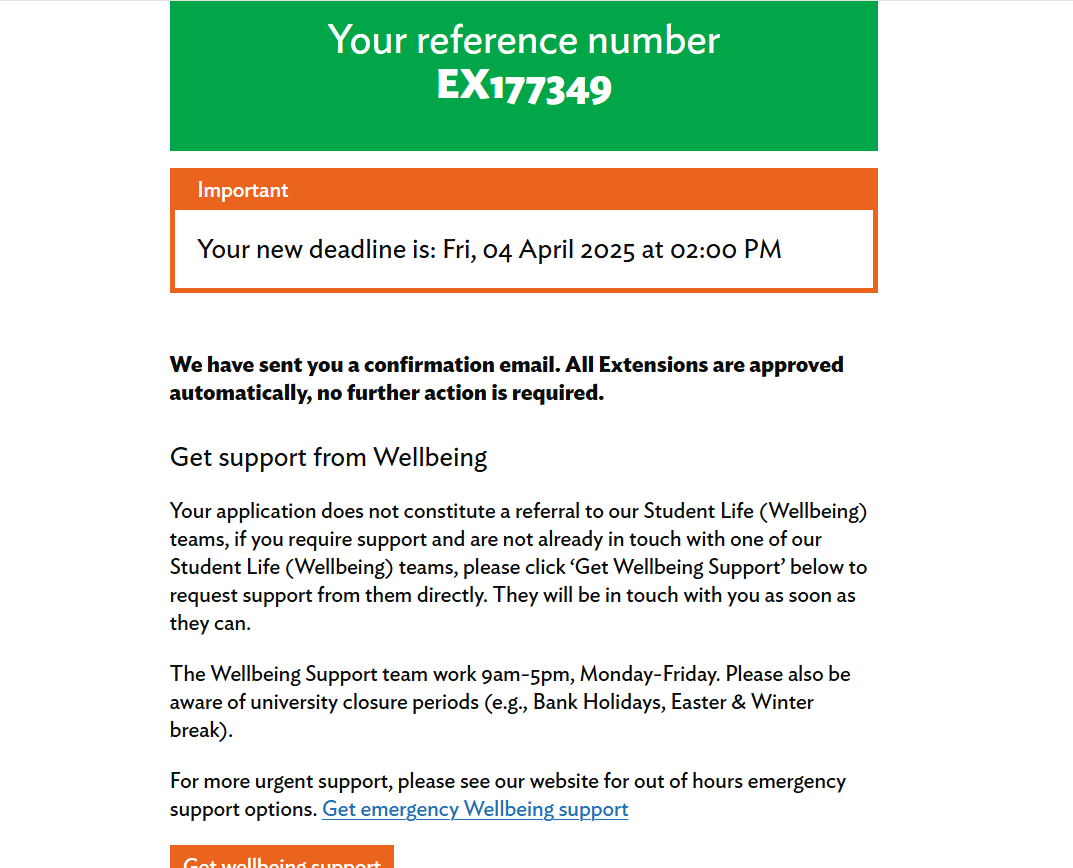 Your reference number
EX177349
Important
Your new deadline is: Fri, 04 April 2025 at 02:00 PM
We have sent you a confirmation email. All Extensions are approved
automatically, no further action is required.
Get support from Wellbeing
Your application does not constitute a referral to our Student Life (Wellbeing)
teams, if you require support and are not already in touch with one of our
Student Life (Wellbeing) teams, please click ‘Get Wellbeing Support’ below to
request support from them directly. They will be in touch with you as soon as
they can.
The Wellbeing Support team work 9am-5pm, Monday-Friday. Please also be
aware of university closure periods (e.g., Bank Holidays, Easter & Winter
break).
For more urgent support, please see our website for out of hours emergency
support options. Get emergency Wellbeing support
Get wellbeing support